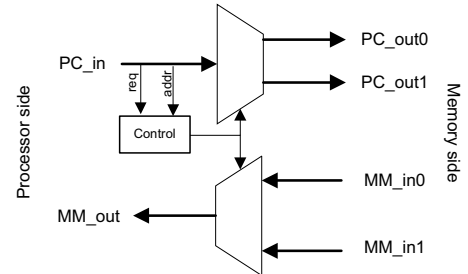 PC_out0
PC_in
PC_out1
req
addr
Control
Processor side
Memory side
MM_in0
MM_out
MM_in1